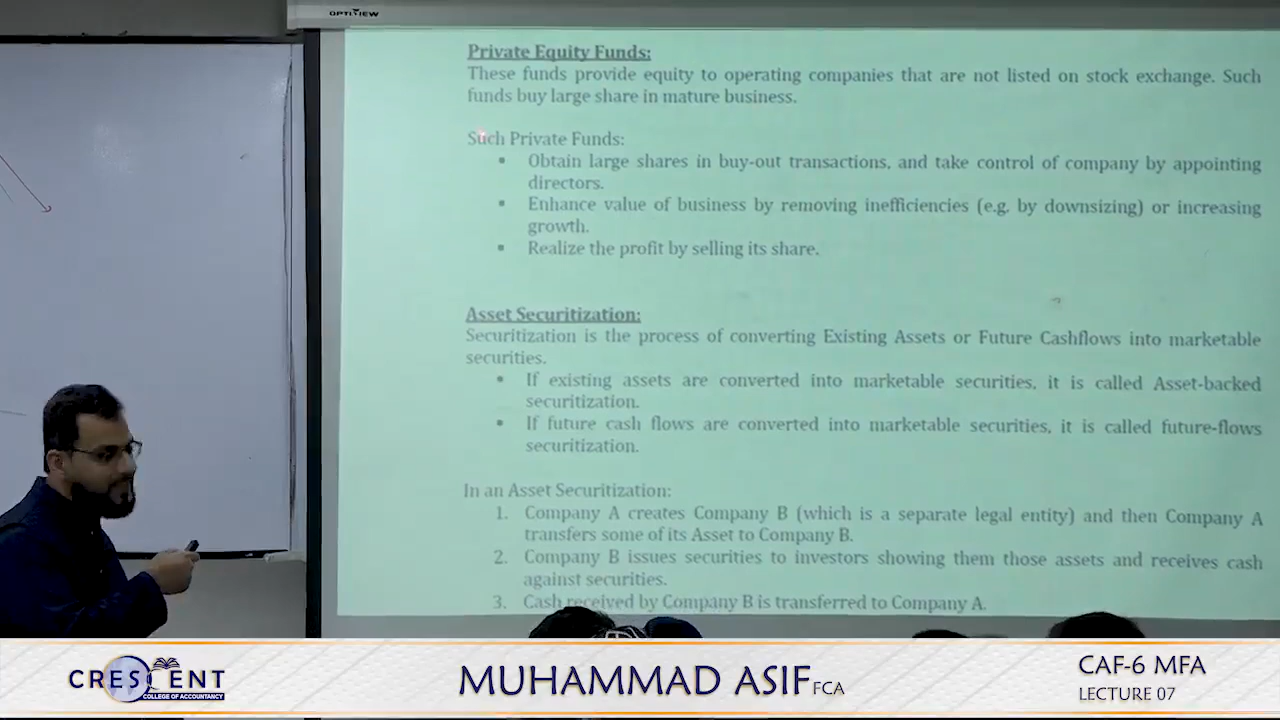 OPTIVIEW
Private Equity Funds:
These funds provide equity to operating companies that are not listed on stock exchange. Such
funds buy large share in mature business.
Such Private Funds:
Obtain large shares in buy-out transactions, and take control of company by appointing
directors.
Enhance value of business by removing inefficiencies (e.g. by downsizing) or increasing
growth.
Realize the profit by selling its share.
Asset Securitization:
Securitization is the process of converting Existing Assets or Future Cashflows into marketable
securities.
If existing assets are converted into marketable securities, it is called Asset-backed
securitization.
If future cash flows are converted into marketable securities, it is called future-flows
securitization.
In an Asset Securitization:
1. Company A creates Company B (which is a separate legal entity) and then Company A
transfers some of its Asset to Company B.
2. Company B issues securities to investors showing them those assets and receives cash
against securities.
3. Cash received by Company B is transferred to Company A.
CRESCENT
COLLEGE OF ACCOUNTANCY
MUHAMMAD ASIF FCA
CAF-6 MFA
LECTURE 07